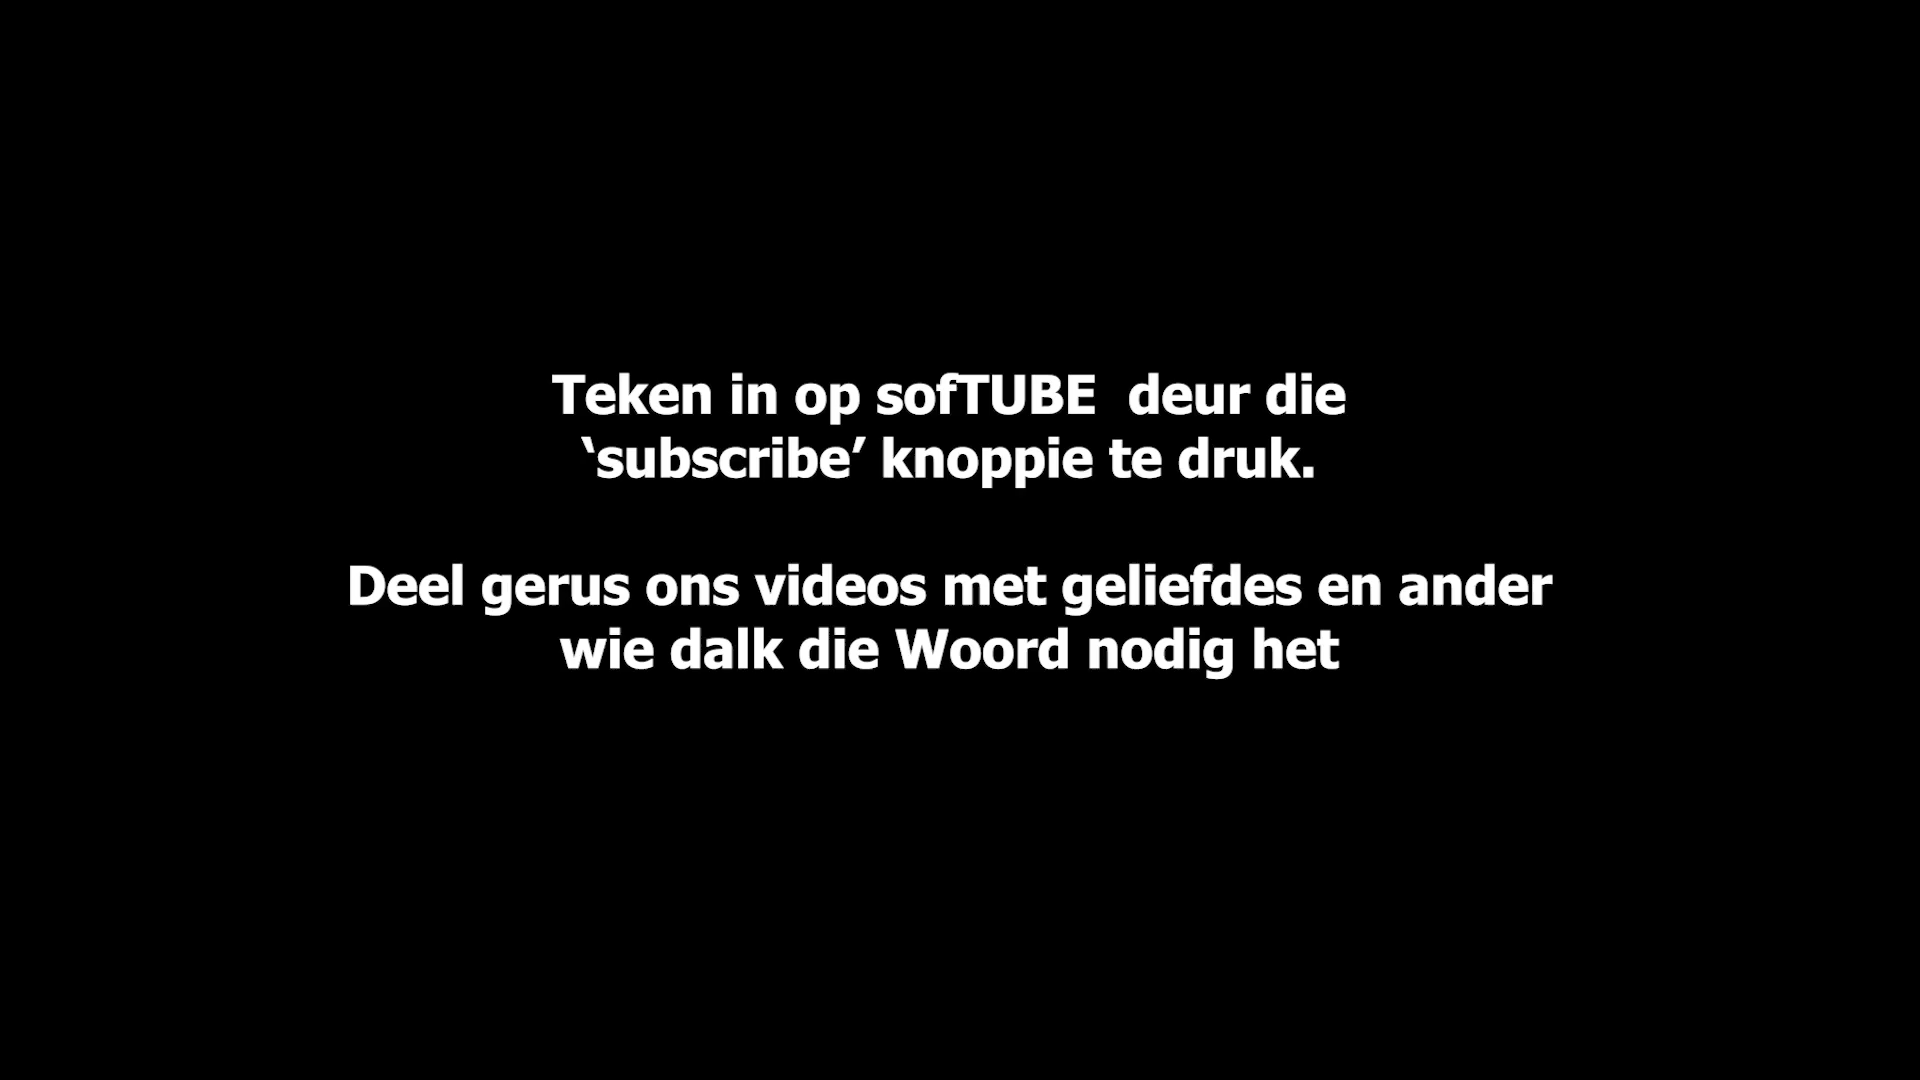 Teken in op sofTUBE  deur die
‘subscribe’ knoppie te druk.
Deel gerus ons videos met geliefdes en ander
wie dalk die Woord nodig het